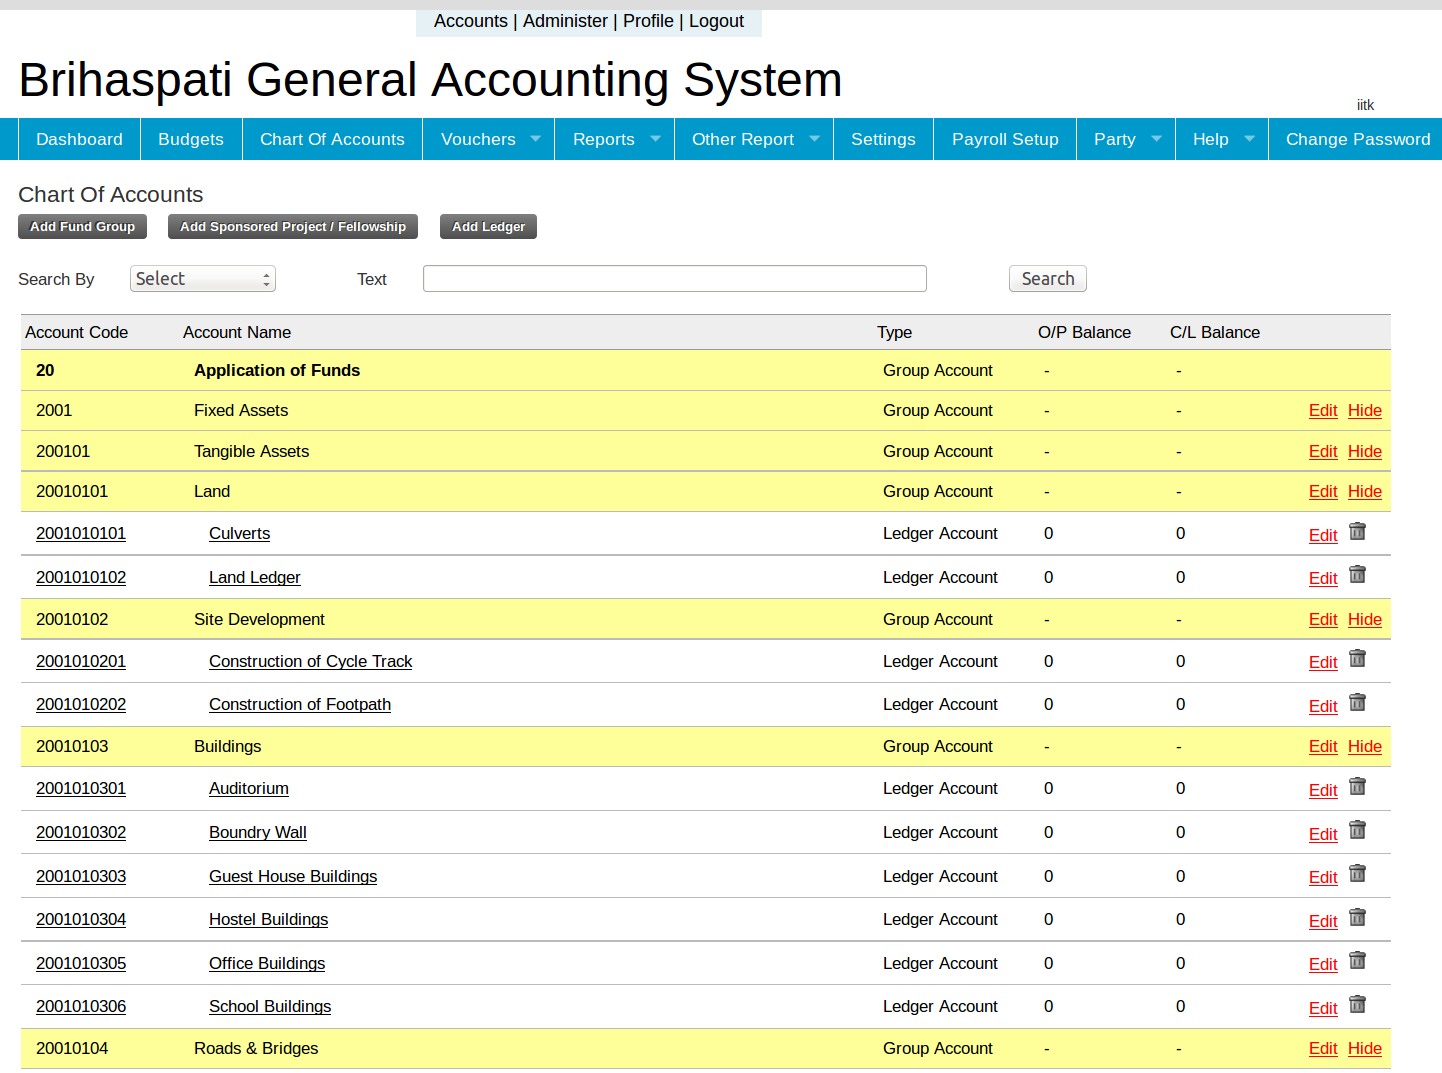 Accounts | Administer | Profile | Logout
Brihaspati General Accounting System
iitk
Dashboard Budgets Chart Of Accounts Vouchers Reports Other Report Settings Payroll Setup Party Help Change Password
Chart Of Accounts
Add Fund Group Add Sponsored Project / Fellowship Add Ledger
Search By Select Text Search
Account Code Account Name Type O/P Balance C/L Balance
20 Application of Funds Group Account - -
2001 Fixed Assets Group Account - - Edit Hide
200101 Tangible Assets Group Account - - Edit Hide
20010101 Land Group Account - - Edit Hide
2001010101 Culverts Ledger Account 0 0 Edit
2001010102 Land Ledger Ledger Account 0 0 Edit
20010102 Site Development Group Account - - Edit Hide
2001010201 Construction of Cycle Track Ledger Account 0 0 Edit
2001010202 Construction of Footpath Ledger Account 0 0 Edit
20010103 Buildings Group Account - - Edit Hide
2001010301 Auditorium Ledger Account 0 0 Edit
2001010302 Boundry Wall Ledger Account 0 0 Edit
2001010303 Guest House Buildings Ledger Account 0 0 Edit
2001010304 Hostel Buildings Ledger Account 0 0 Edit
2001010305 Office Buildings Ledger Account 0 0 Edit
2001010306 School Buildings Ledger Account 0 0 Edit
20010104 Roads & Bridges Group Account - - Edit Hide